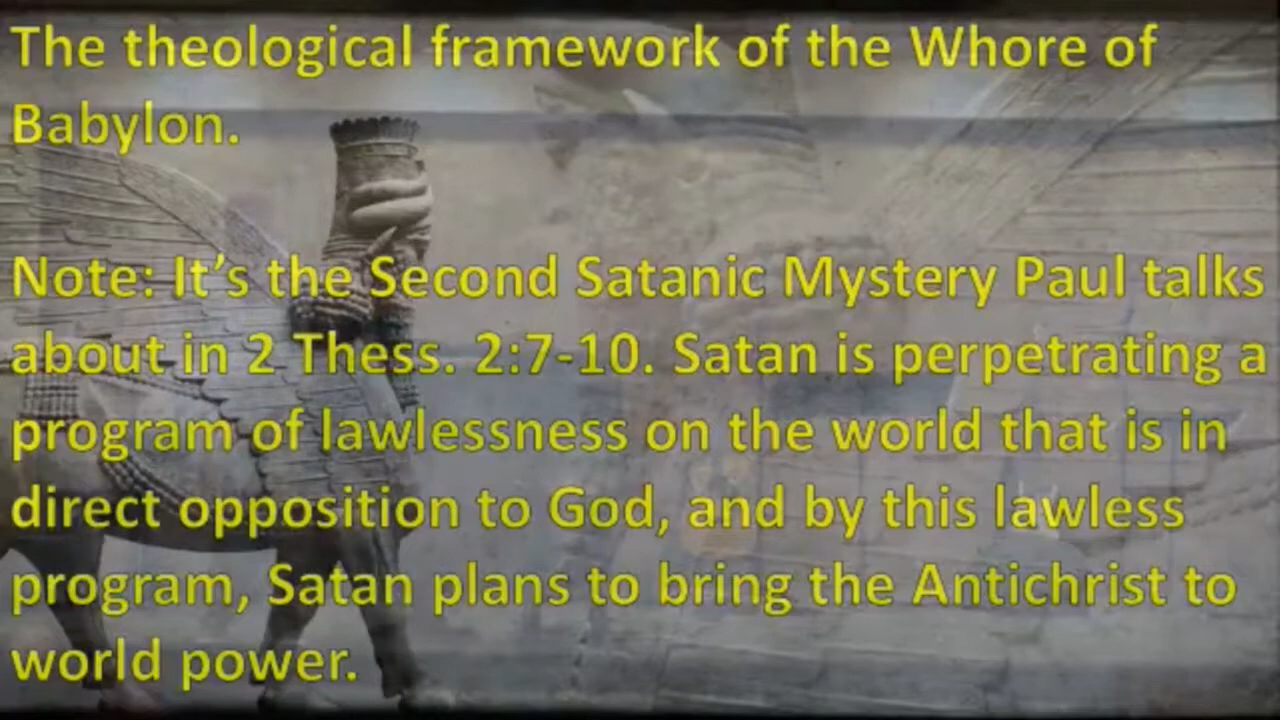 The theological framework of the Whore of
Babylon.
Note: It’s the Second Satanic Mystery Paul talks
about in 2 Thess. 2:7-10. Satan is perpetrating a
program of lawlessness on the world that is in
direct opposition to God, and by this lawless
program, Satan plans to bring the Antichrist to
world power.